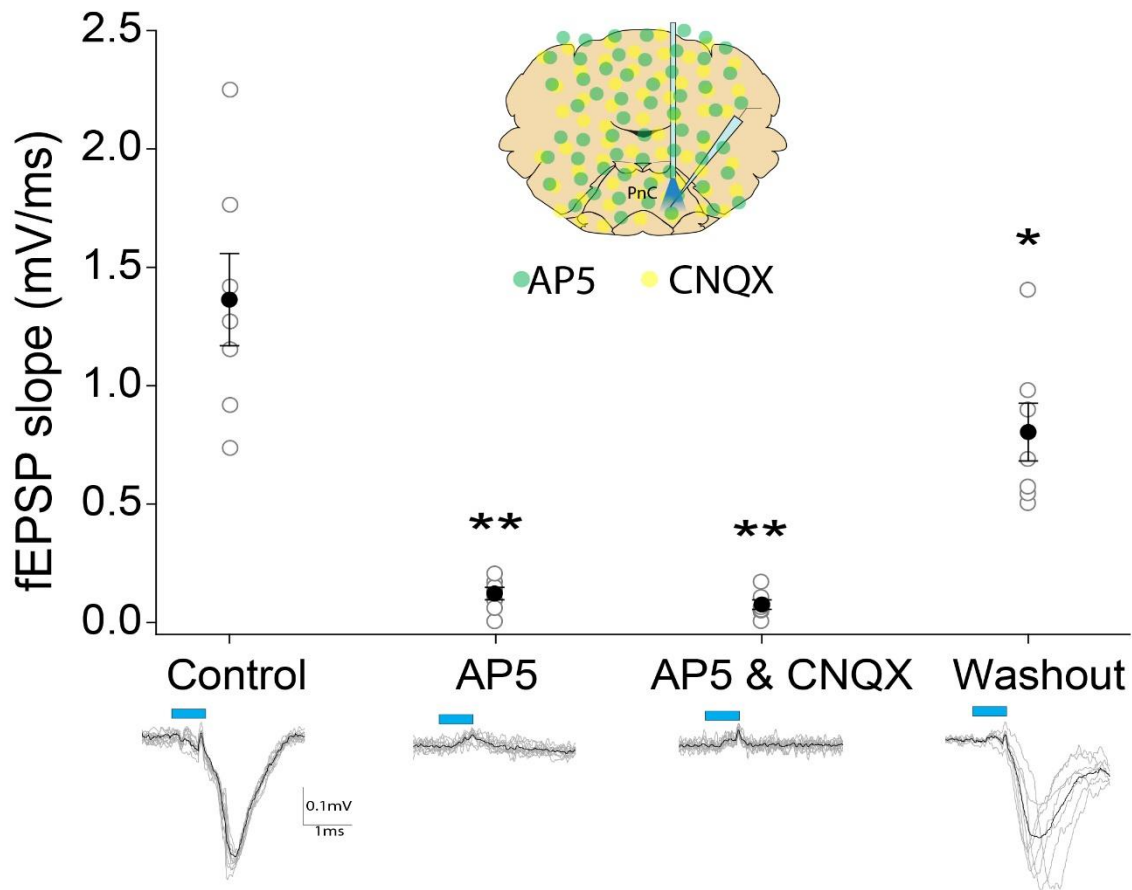 fEPSP slope (mV/ms)
2.5
2.0
1.5
1.0
0.5
0.0
PnC
AP5 CNQX
*
**
**
Control AP5 AP5 & CNQX Washout
0.1mV
1ms